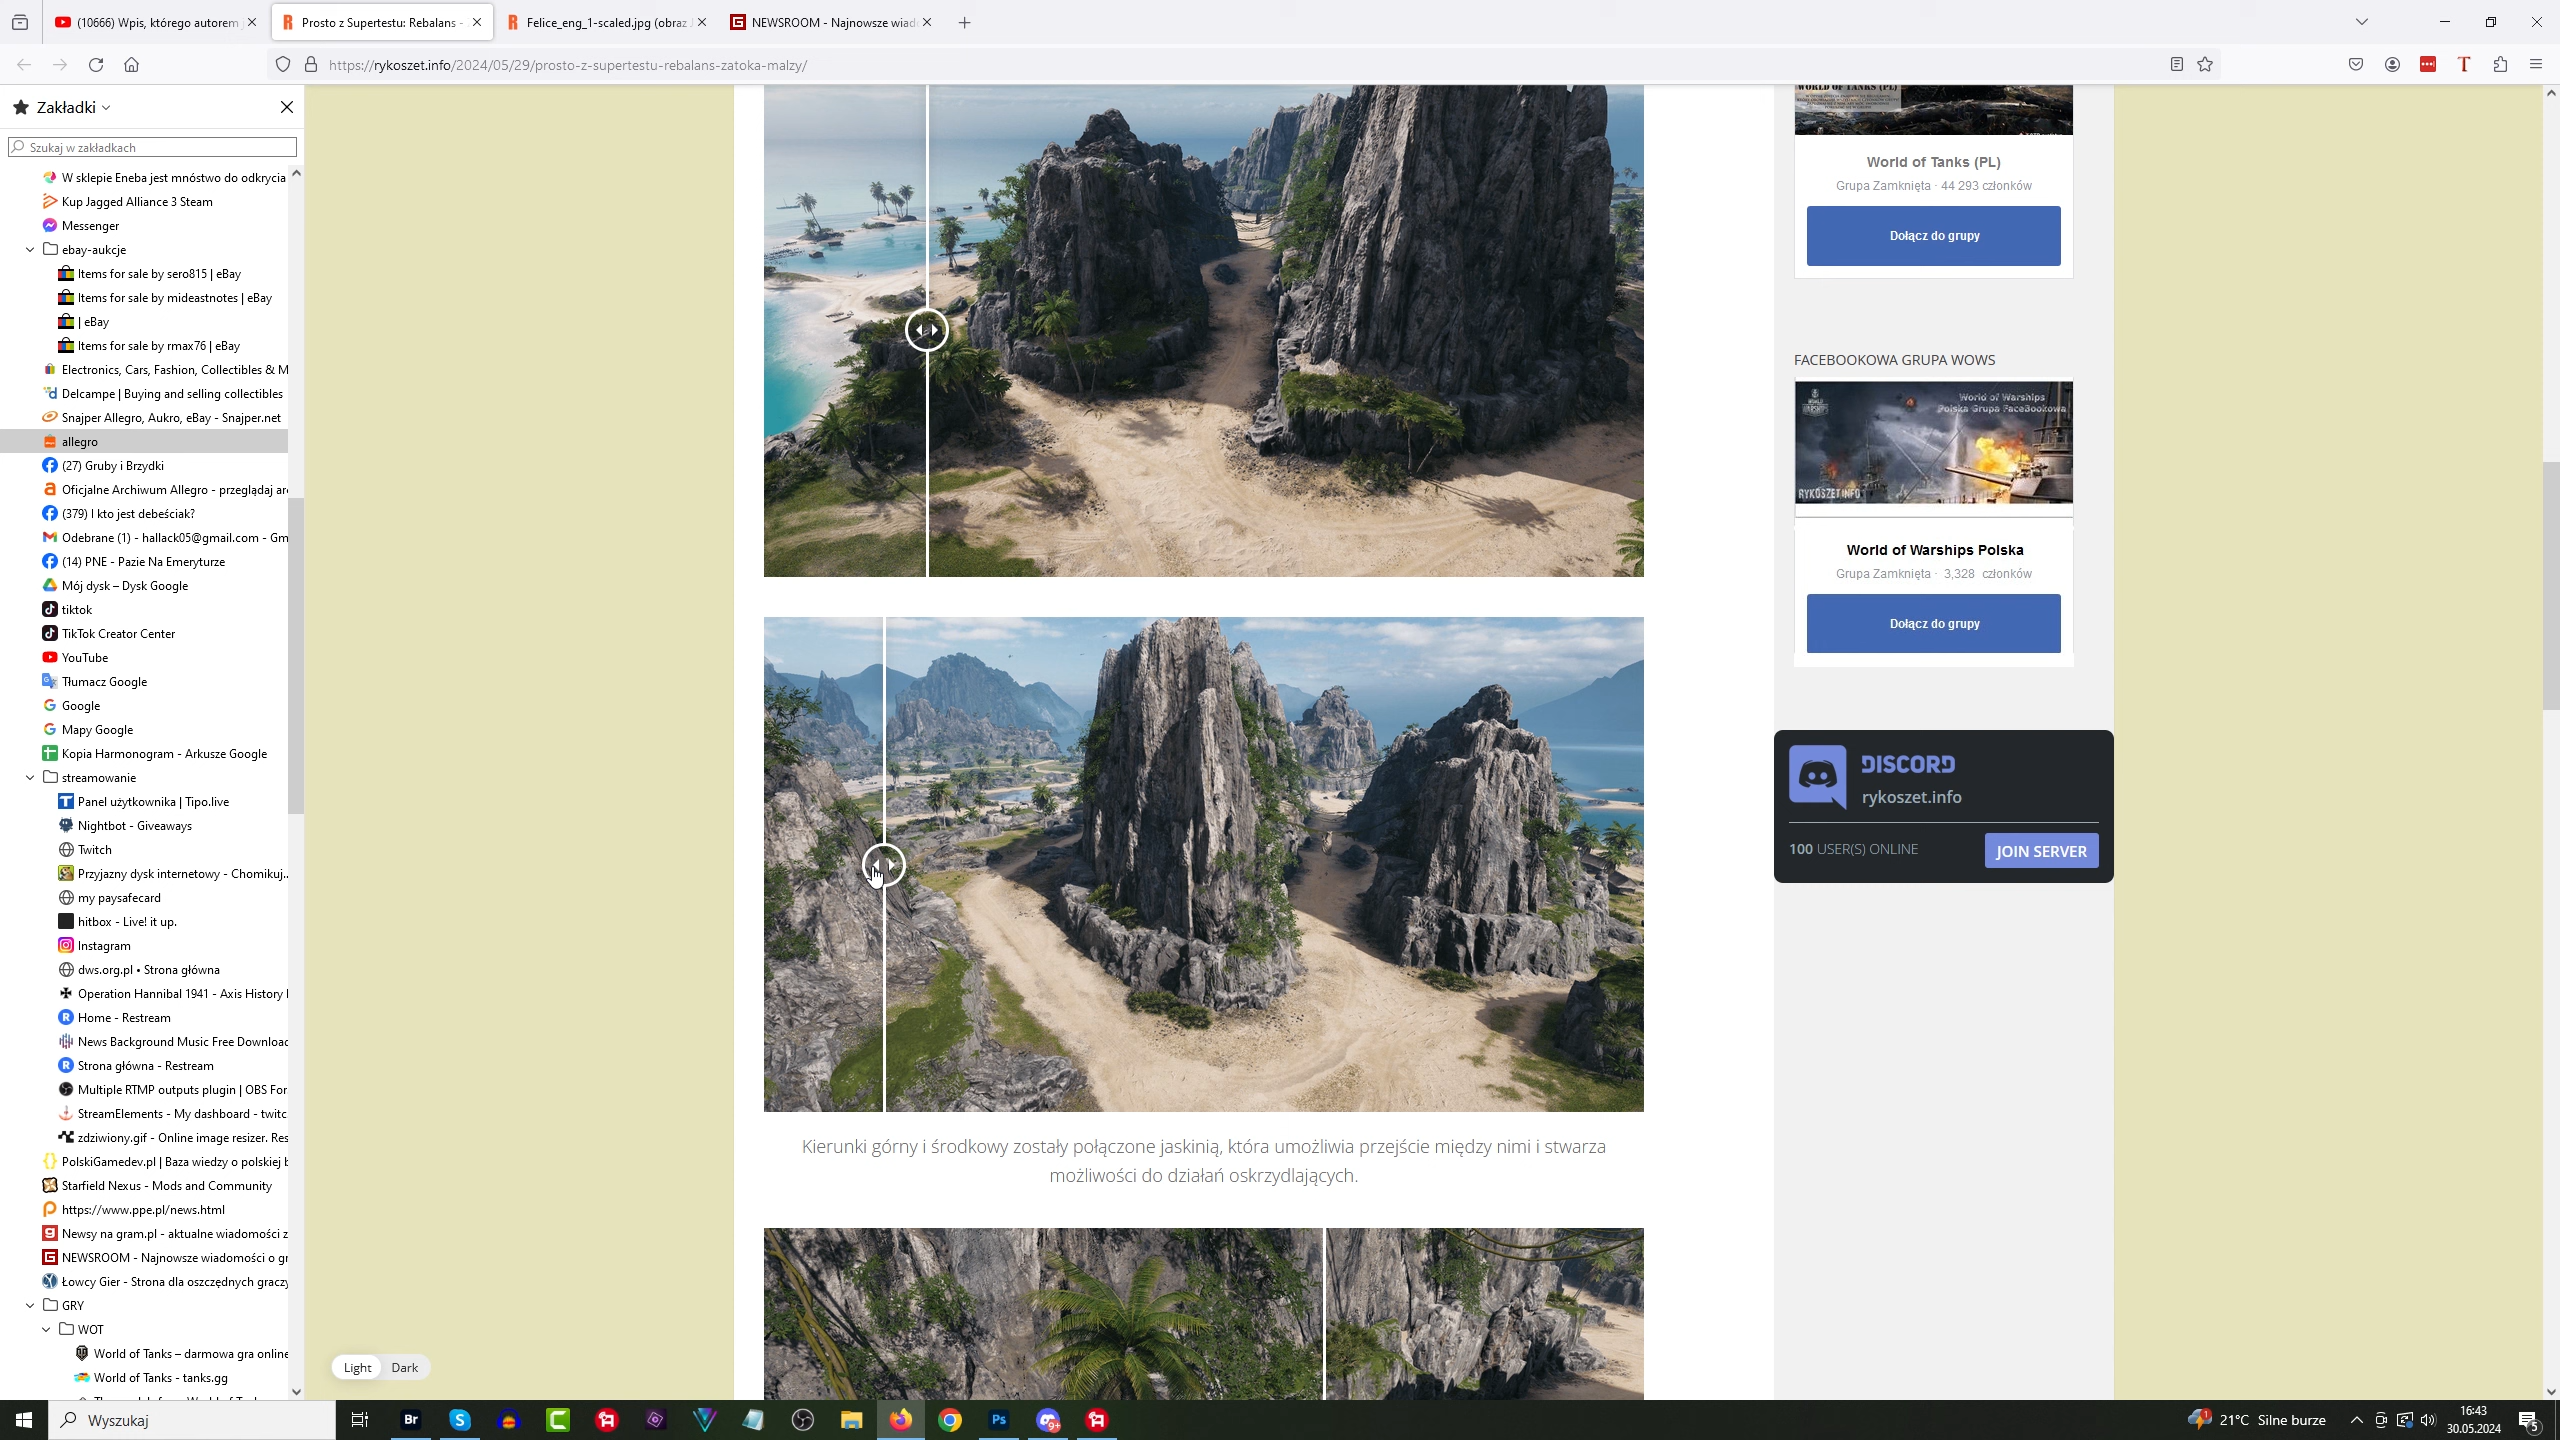 (10666) Wpis, którego autorem
Prosto z Supertestu: Rebalans -
Felice_eng_1-scaled.jpg (obraz
NEWSROOM - Najnowsze wiad
https://rykoszet.info/2024/05/29/prosto-z-supertestu-rebalans-zatoka-malzy/
Zakładki
Szukaj w zakładkach
W sklepie Eneba jest mnóstwo do odkrycia
Kup Jagged Alliance 3 Steam
Messenger
ebay-aukcje
Items for sale by sero815 | eBay
Items for sale by mideastnotes | eBay
| eBay
Items for sale by rmax76 | eBay
Electronics, Cars, Fashion, Collectibles & M
Delcampe | Buying and selling collectibles
Snajper Allegro, Aukro, eBay - Snajper.net
allegro
(27) Gruby i Brzydki
Oficjalne Archiwum Allegro - przeglądaj ar
(379) I kto jest debeściak?
Odebrane (1) - hallack05@gmail.com - Gm
(14) PNE - Pazie Na Emeryturze
Mój dysk – Dysk Google
tiktok
TikTok Creator Center
YouTube
Tłumacz Google
Google
Mapy Google
Kopia Harmonogram - Arkusze Google
streamowanie
Panel użytkownika | Tipo.live
Nightbot - Giveaways
Twitch
Przyjazny dysk internetowy - Chomikuj..
my paysafecard
hitbox - Live! it up.
Instagram
dws.org.pl • Strona główna
Operation Hannibal 1941 - Axis History
Home - Restream
News Background Music Free Downloac
Strona główna - Restream
Multiple RTMP outputs plugin | OBS For
StreamElements - My dashboard - twitc
zdziwiony.gif - Online image resizer. Res
PolskiGamedev.pl | Baza wiedzy o polskiej b
Starfield Nexus - Mods and Community
https://www.ppe.pl/news.html
Newsy na gram.pl - aktualne wiadomości z
NEWSROOM - Najnowsze wiadomości o gr
Łowcy Gier - Strona dla oszczędnych graczy
GRY
WOT
World of Tanks – darmowa gra online
World of Tanks - tanks.gg
Light Dark
Kierunki górny i środkowy zostały połączone jaskinią, która umożliwia przejście między nimi i stwarza
możliwości do działań oskrzydlających.
WORLD OF TANKS (PL)
World of Tanks (PL)
Grupa Zamknięta · 44 293 członków
Dołącz do grupy
FACEBOOKOWA GRUPA WOWS
World of Warships
Polska Grupa FaceBookowa
RYKOSZET.INFO
World of Warships Polska
Grupa Zamknięta · 3,328 członków
Dołącz do grupy
DISCORD
rykoszet.info
100 USER(S) ONLINE
JOIN SERVER
Wyszukaj
Br
Ps
9+
21°C Silne burze
16:43
30.05.2024
5